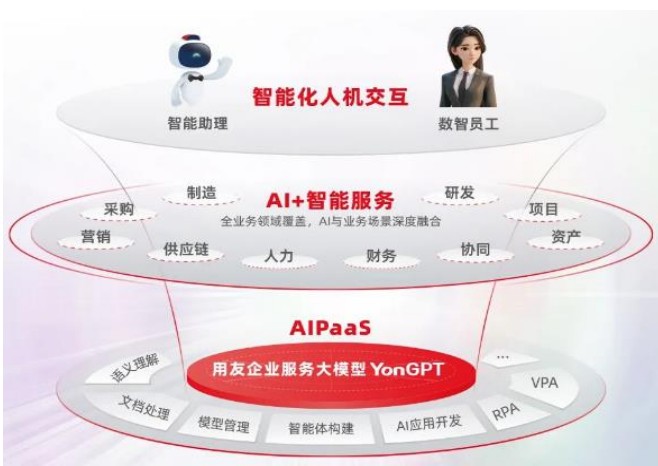 智能化人机交互
智能助理
数智员工
AI+智能服务
全业务领域覆盖，AI与业务场景深度融合
制造
研发
采购
项目
营销
供应链
人力
财务
协同
资产
AIPaaS
用友企业服务大模型 YonGPT
语义理解
文档处理
模型管理
智能体构建
AI应用开发
RPA
VPA
...